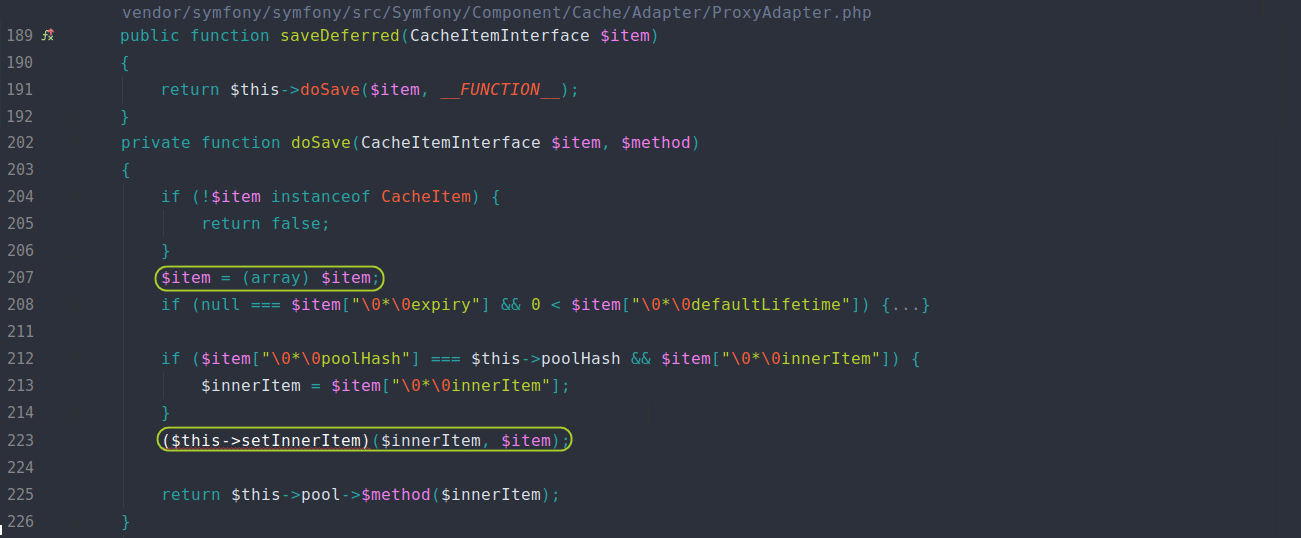 vendor/symfony/symfony/src/Symfony/Component/Cache/Adapter/ProxyAdapter.php
189 public function saveDeferred(CacheItemInterface $item)
190 {
191 return $this->doSave($item, __FUNCTION__);
192 }
202 private function doSave(CacheItemInterface $item, $method)
203 {
204 if (!$item instanceof CacheItem) {
205 return false;
206 }
207 $item = (array) $item;
208 if (null === $item["\0*\0expiry"] && 0 < $item["\0*\0defaultLifetime"]) {...}
211
212 if ($item["\0*\0poolHash"] === $this->poolHash && $item["\0*\0innerItem"]) {
213 $innerItem = $item["\0*\0innerItem"];
214 }
223 ($this->setInnerItem)($innerItem, $item);
224
225 return $this->pool->$method($innerItem);
226 }